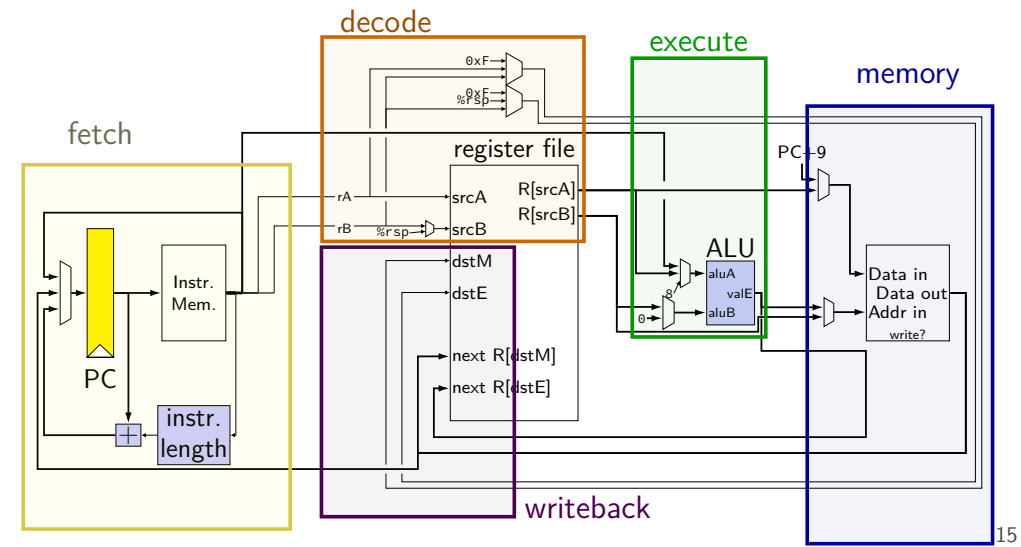 decode
execute
memory
fetch
0xF
0xF
%rsp
PC+9
register file
rA
srcA
R[srcA]
rB
%rsp
srcB
R[srcB]
ALU
dstM
Instr.
Mem.
aluA
Data in
dstE
8
valE
Data out
0
aluB
Addr in
write?
next R[dstM]
PC
next R[dstE]
instr.
length
+
writeback
15